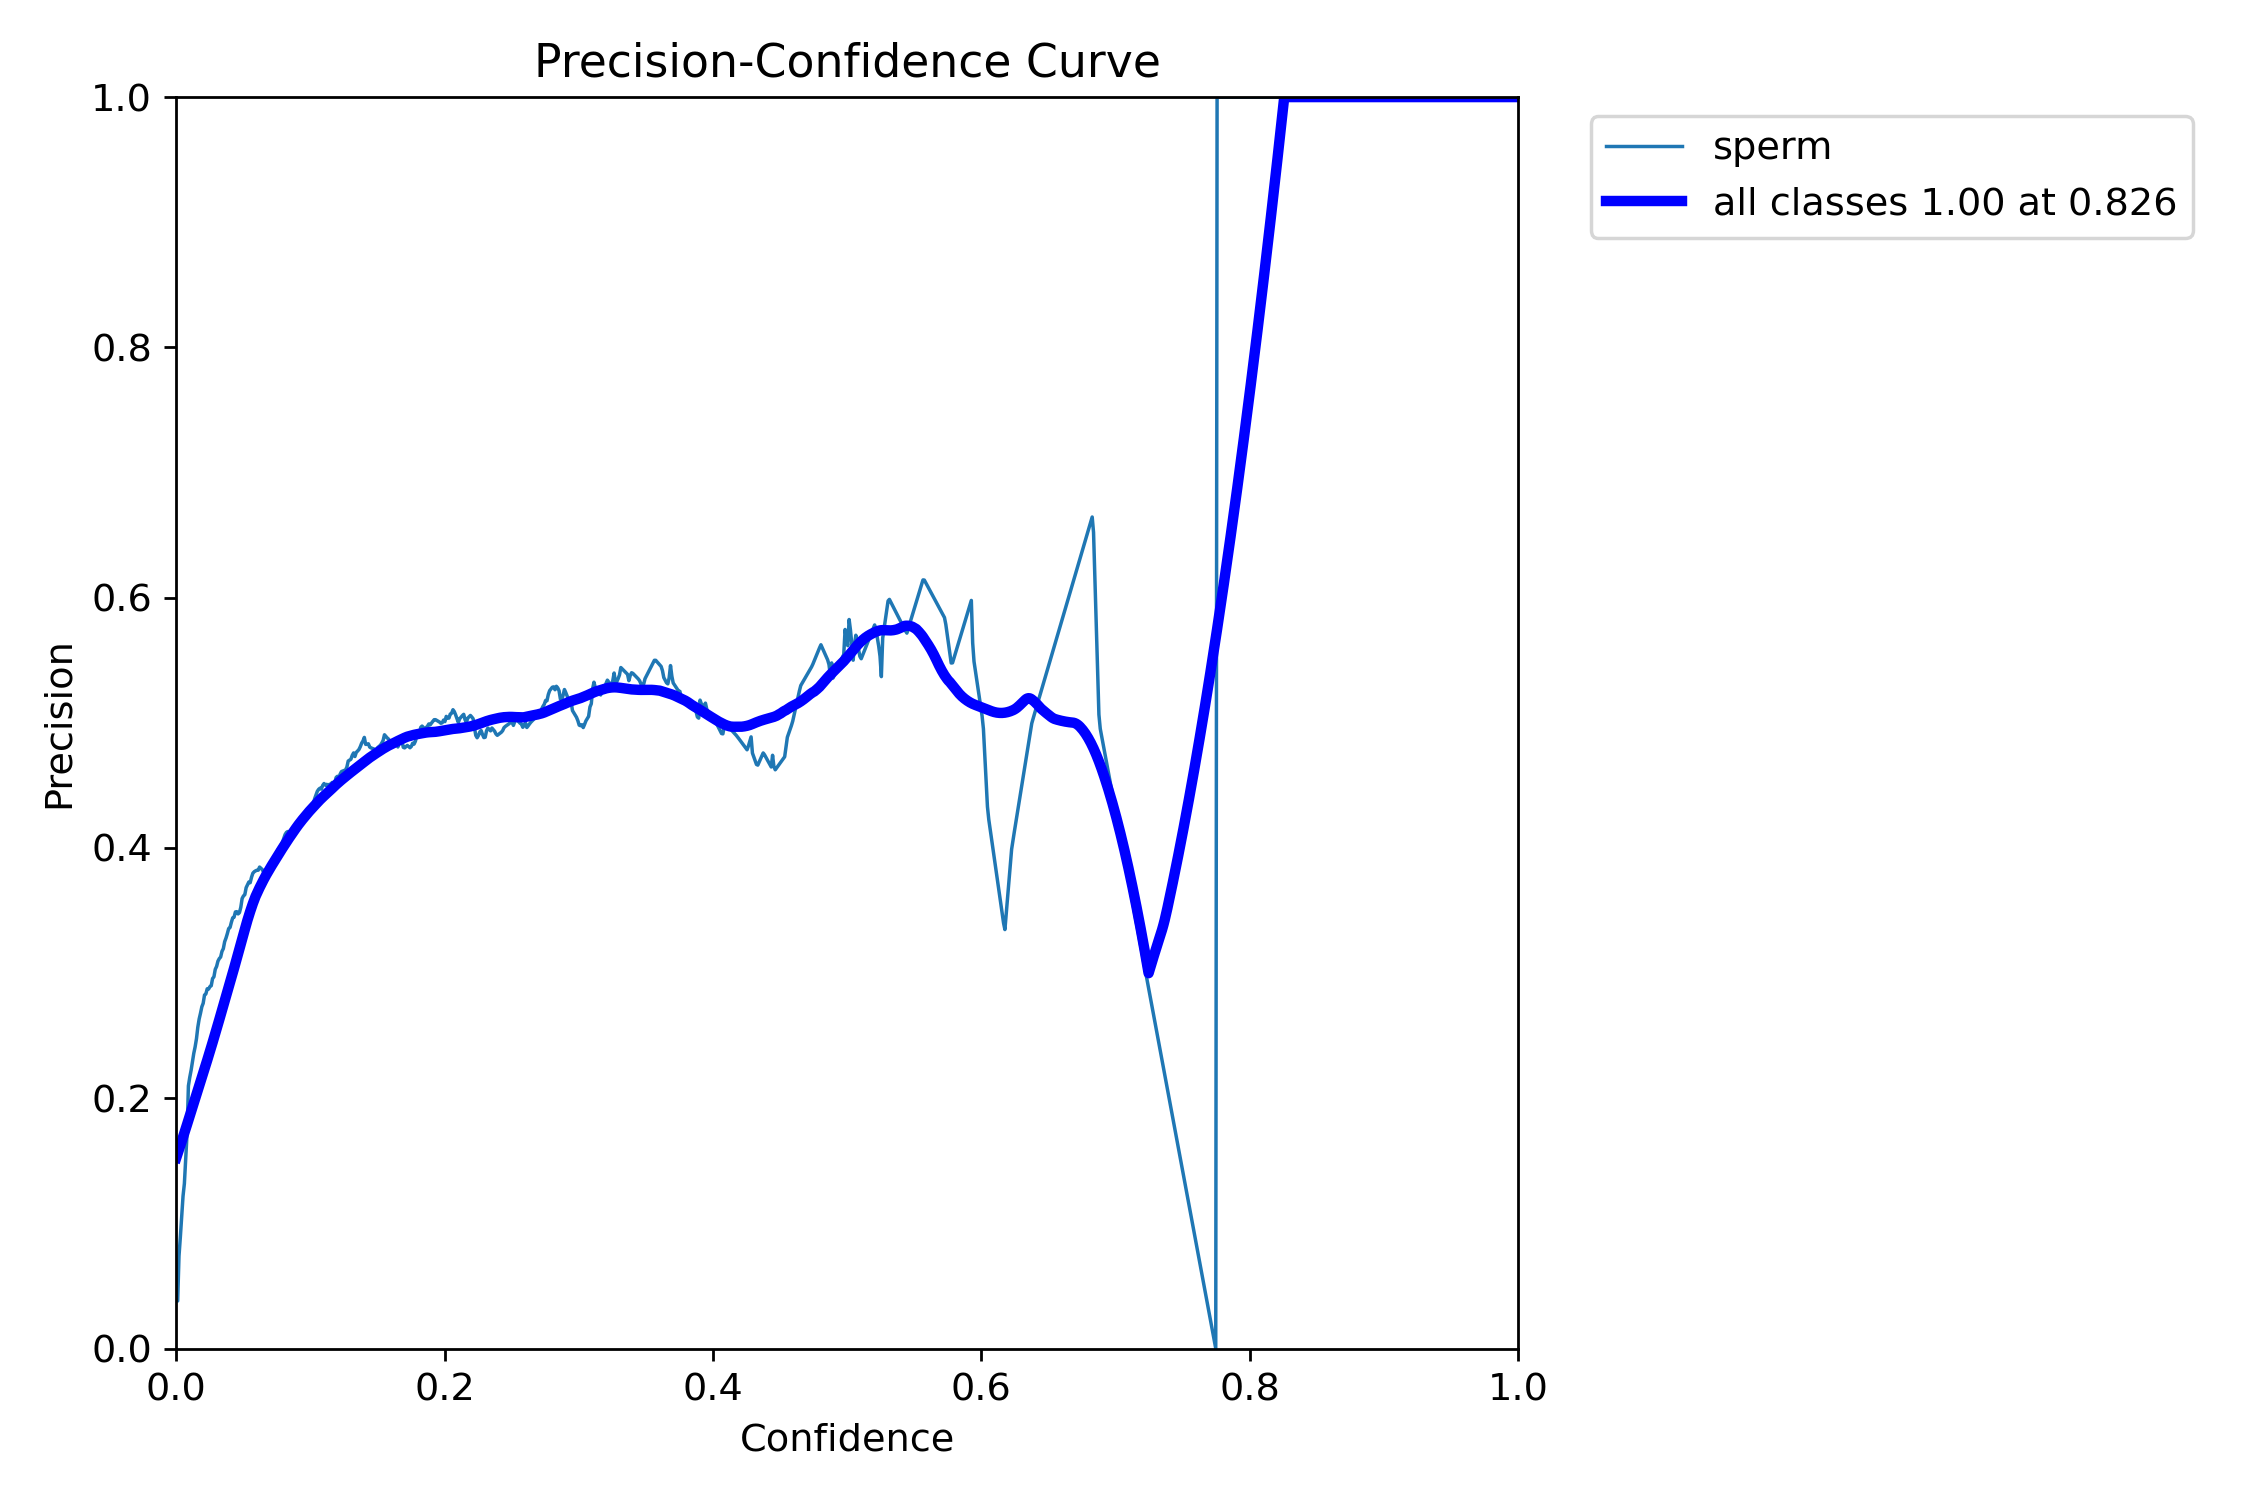 Precision-Confidence Curve
1.0
0.8
0.6
0.4
0.2
0.0
Precision
0.0 0.2 0.4 0.6 0.8 1.0
Confidence
sperm
all classes 1.00 at 0.826